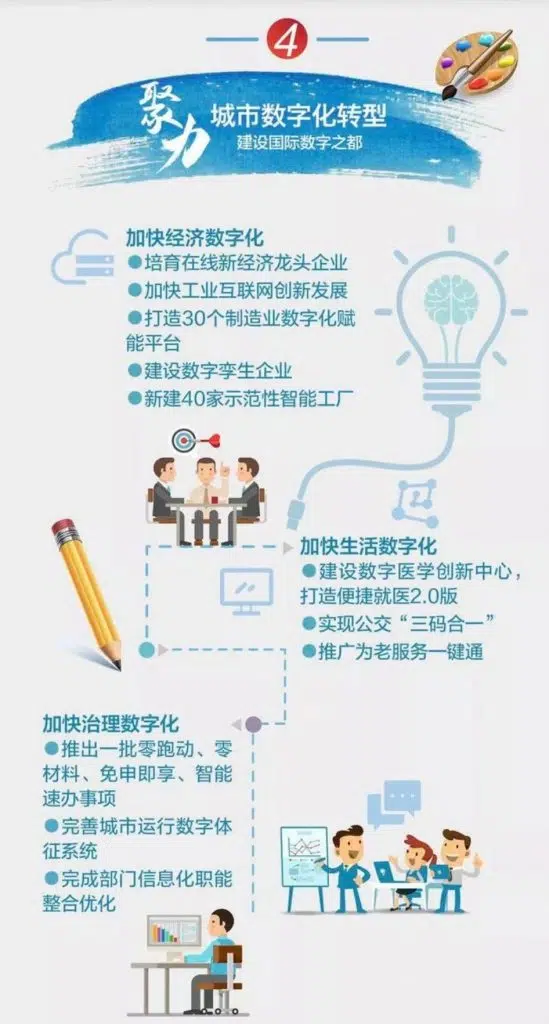 4
聚力
城市数字化转型
建设国际数字之都
加快经济数字化
●培育在线新经济龙头企业
●加快工业互联网创新发展
●打造30个制造业数字化赋
能平台
●建设数字孪生企业
●新建40家示范性智能工厂
加快生活数字化
●建设数字医学创新中心，
打造便捷就医2.0版
●实现公交“三码合一”
●推广为老服务一键通
加快治理数字化
●推出一批零跑动、零
材料、免申即享、智能
速办事项
●完善城市运行数字体
征系统
●完成部门信息化职能
整合优化